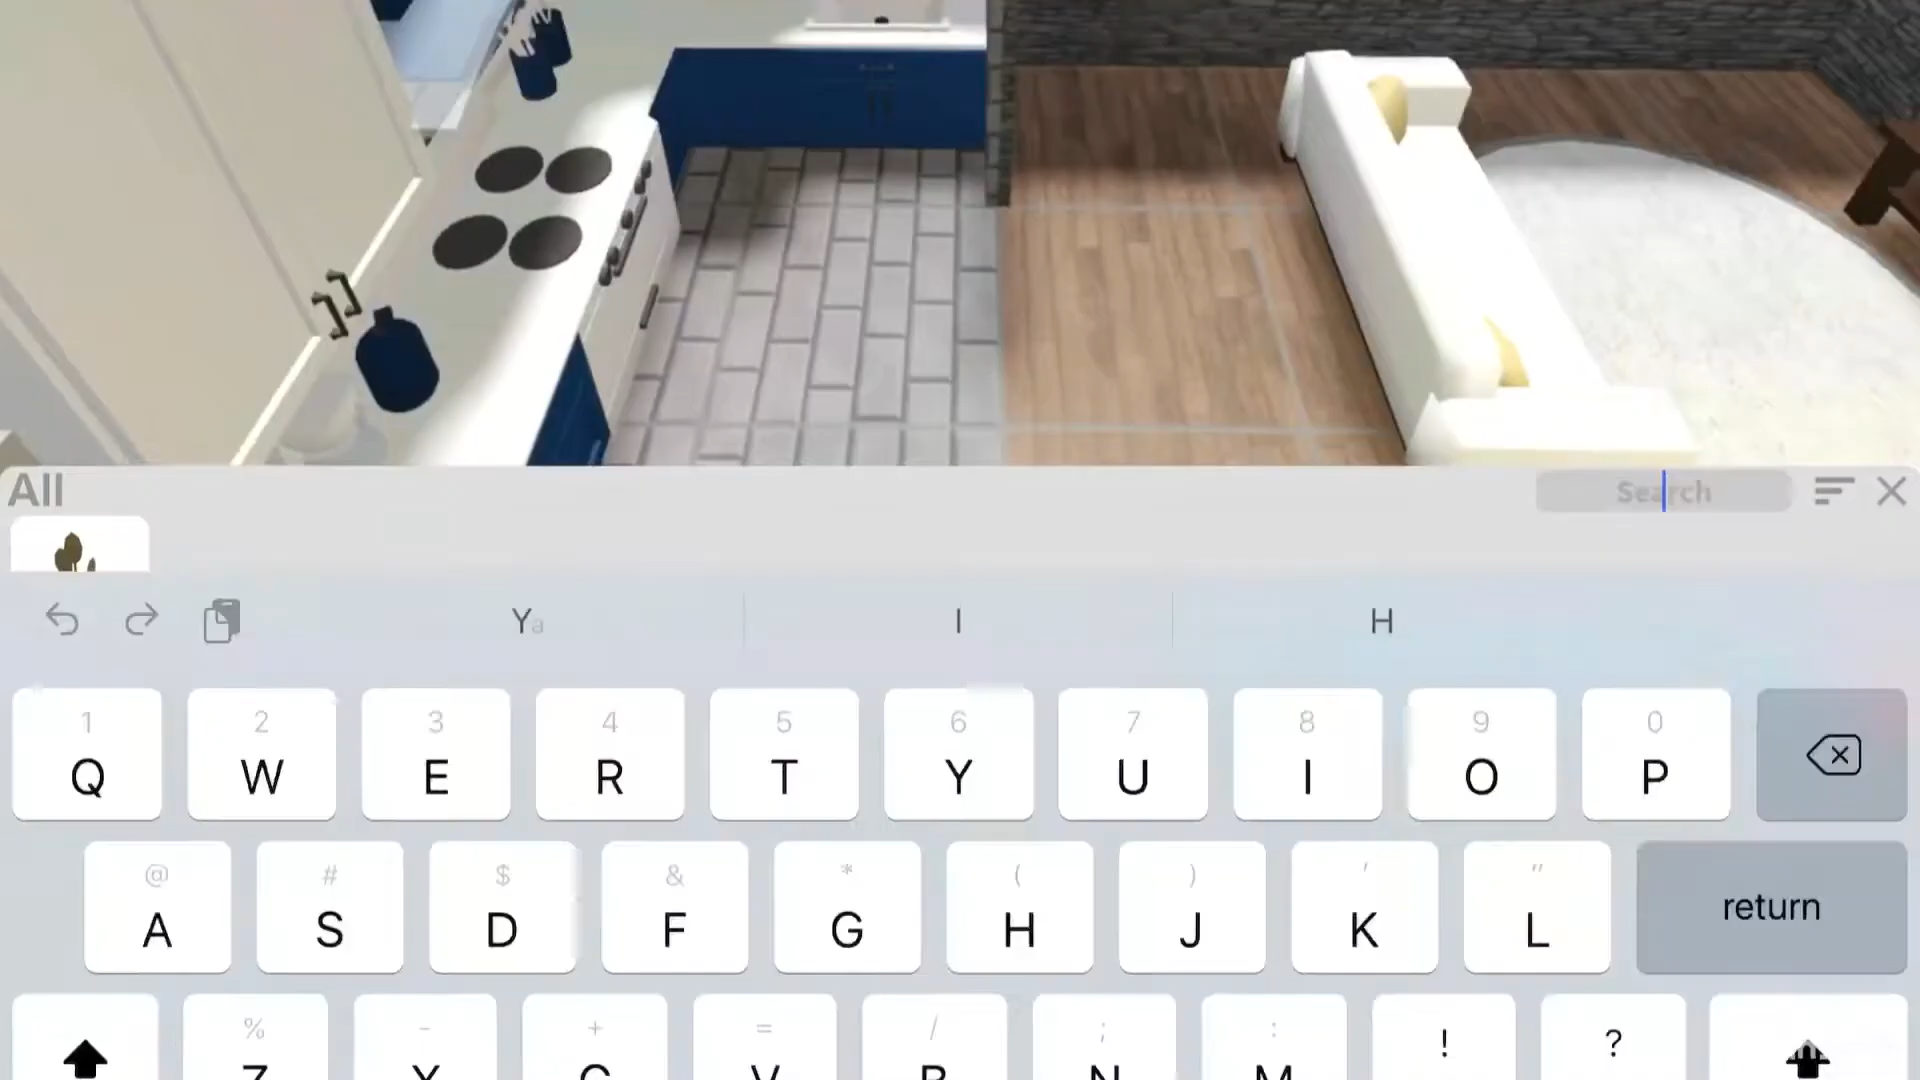 All Search
Ya I H
1 2 3 4 5 6 7 8 9 0
Q W E R T Y U I O P
@ # $ & * ( ) ' "
A S D F G H J K L return
% - + = / ; : ! ?
Z X C V B N M